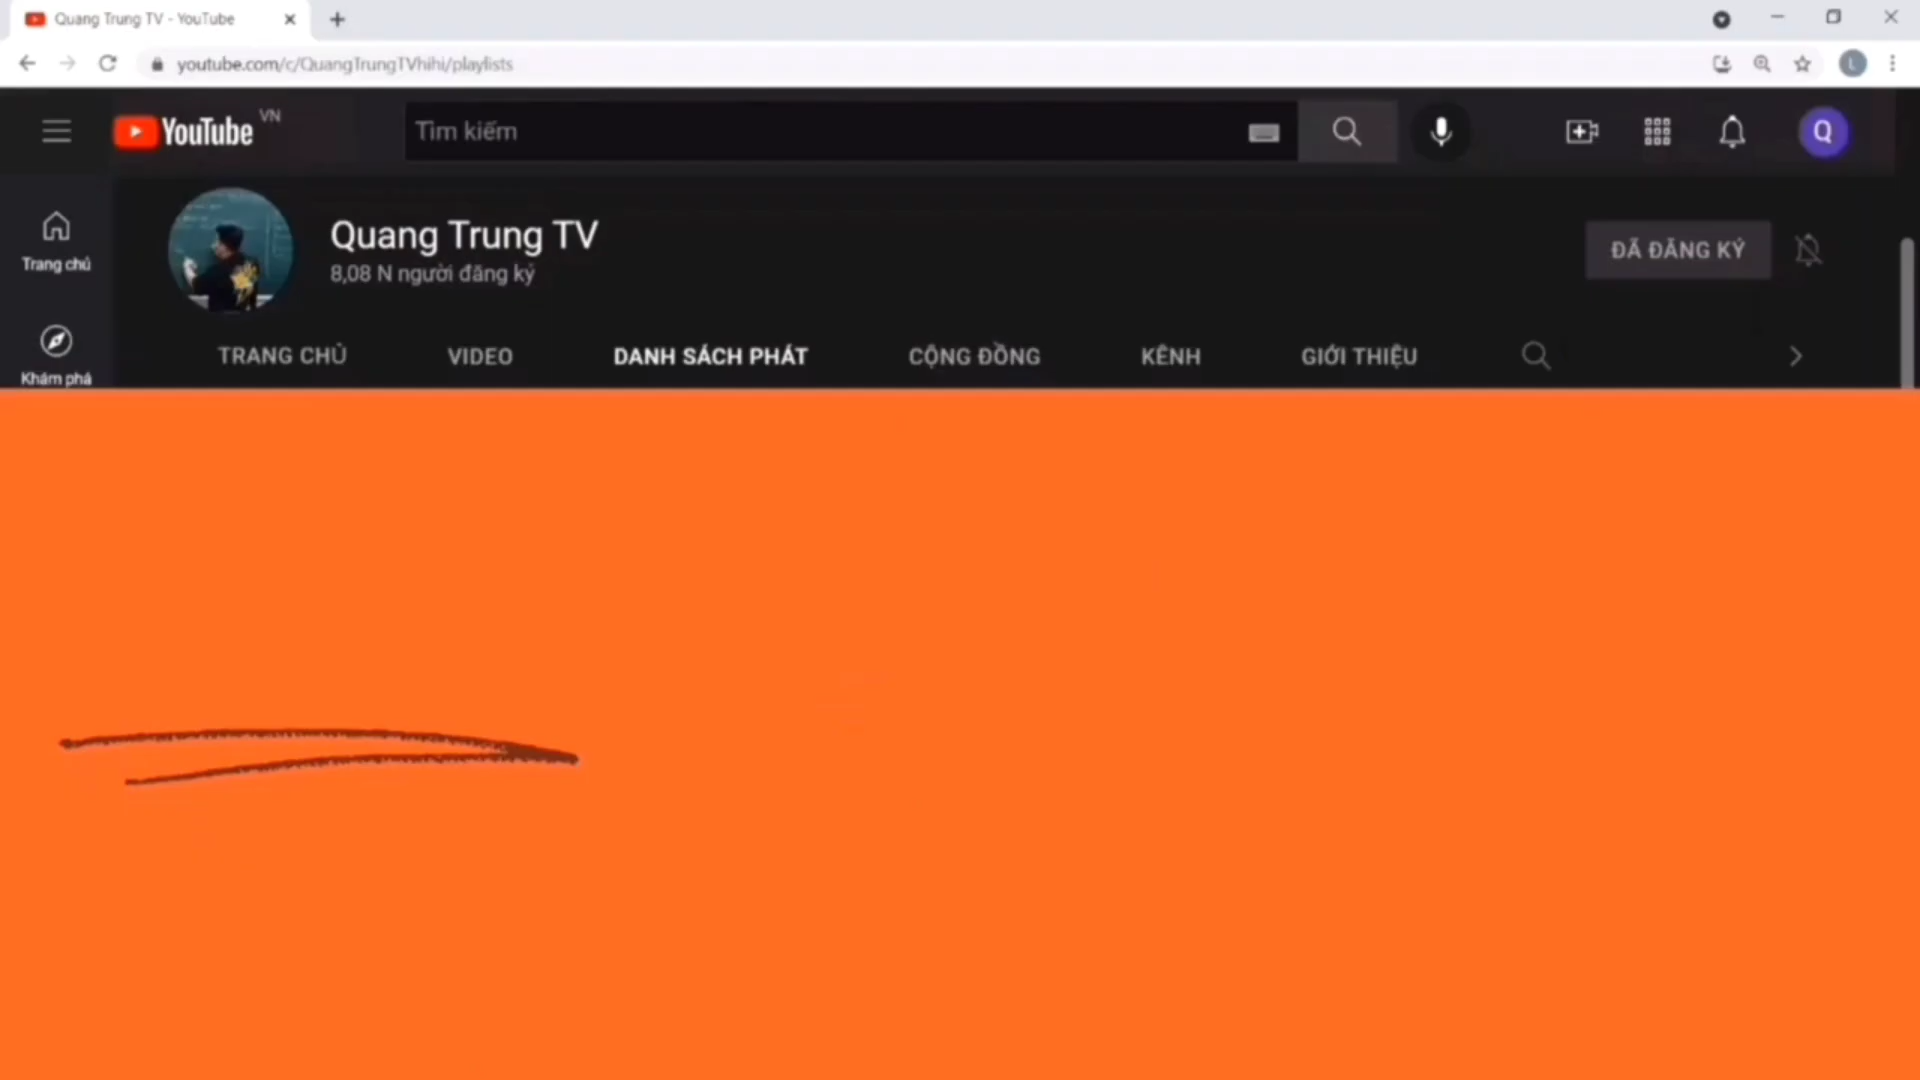 Quang Trung TV - YouTube
youtube.com/c/QuangTrungTVhihi/playlists
YouTube VN
Tìm kiếm
Q
L
Trang chủ
Quang Trung TV
8,08 N người đăng ký
ĐÃ ĐĂNG KÝ
Khám phá
TRANG CHỦ
VIDEO
DANH SÁCH PHÁT
CỘNG ĐỒNG
KÊNH
GIỚI THIỆU